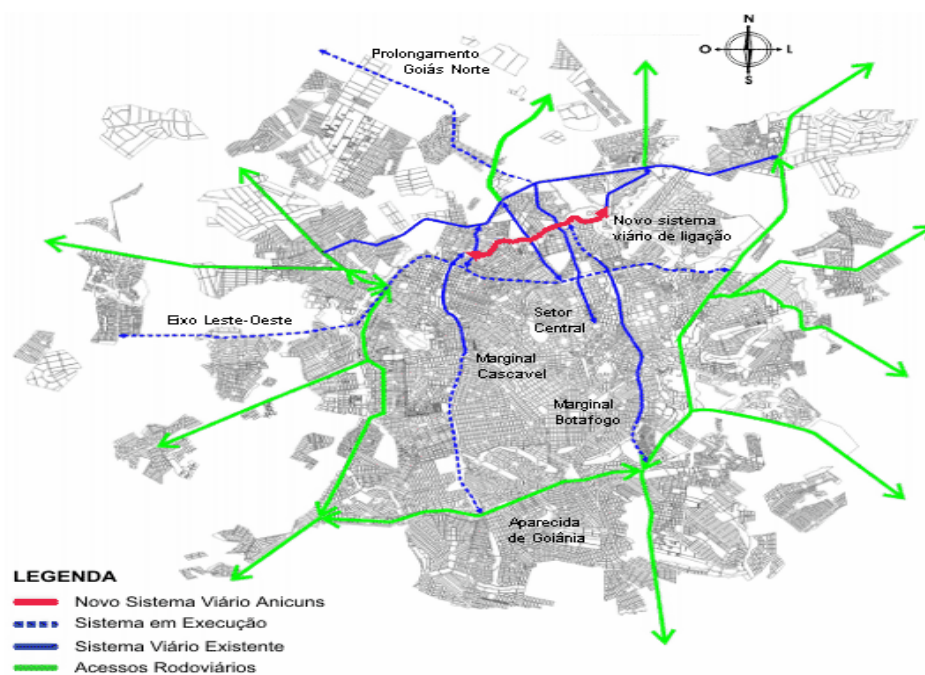 N
O
L
S
Prolongamento
Goiás Norte
Novo sistema
viário de ligação
Eixo Leste-Oeste
Setor
Central
Marginal
Cascavel
Marginal
Botafogo
Aparecida
de Goiânia
LEGENDA
Novo Sistema Viário Anicuns
Sistema em Execução
Sistema Viário Existente
Acessos Rodoviários